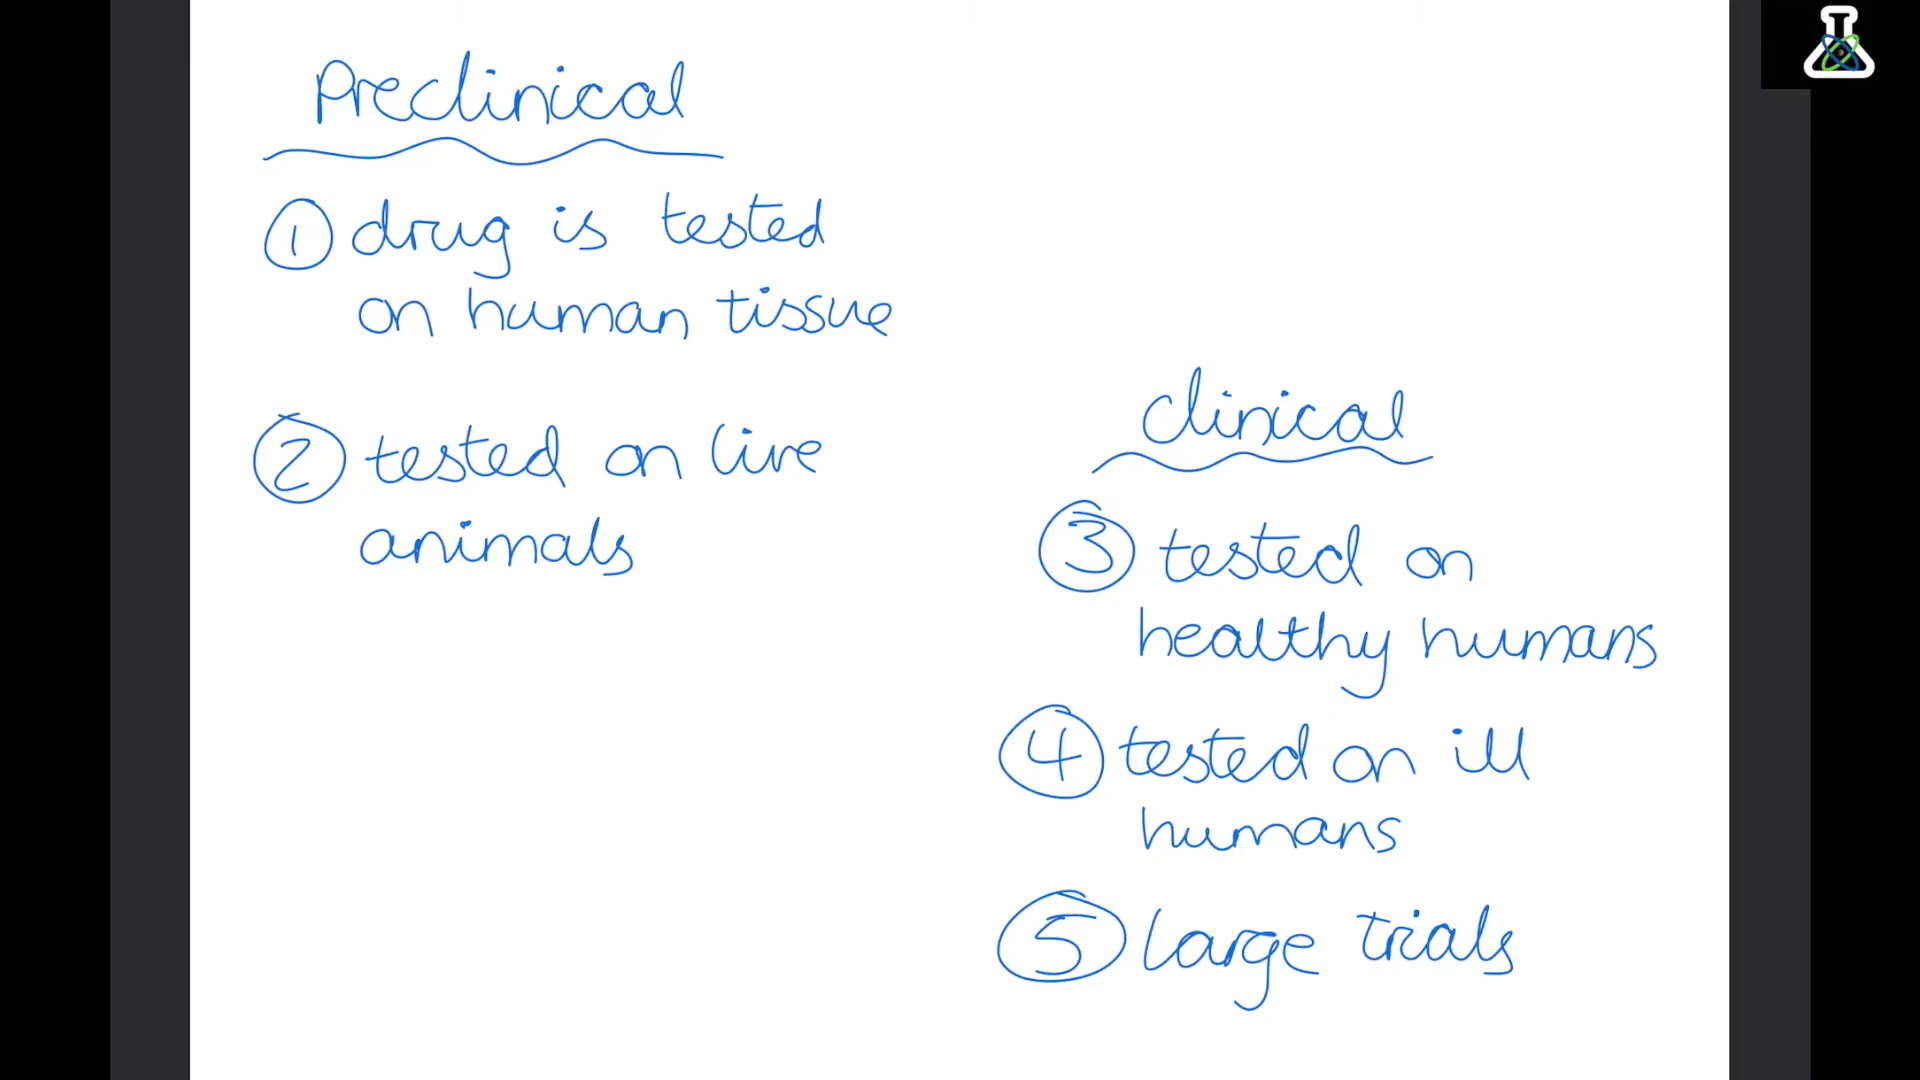 Preclinical
① drug is tested
on human tissue
② tested on live
animals
clinical
③ tested on
healthy humans
④ tested on ill
humans
⑤ large trials